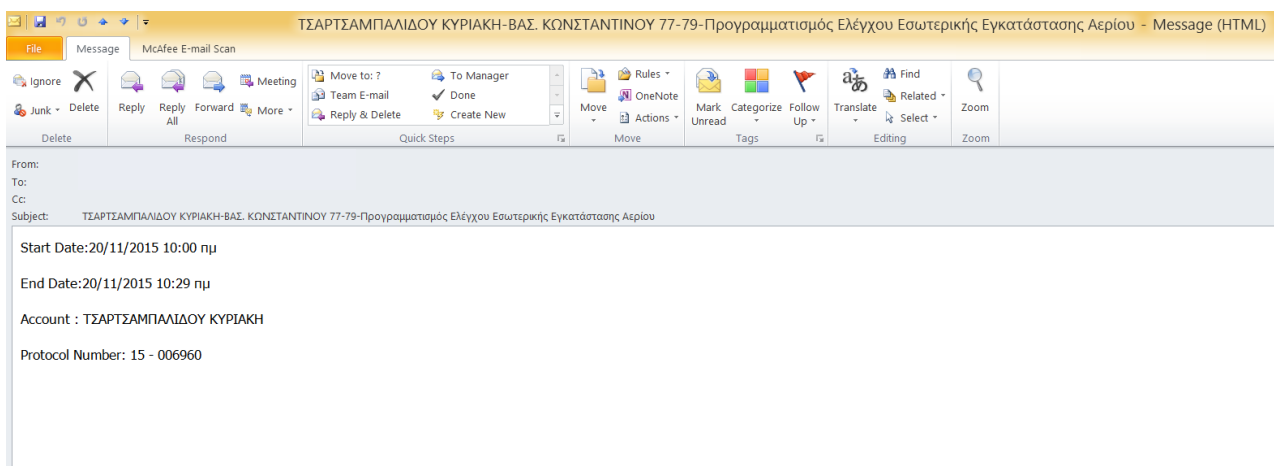 ΤΣΑΡΤΣΑΜΠΑΛΙΔΟΥ ΚΥΡΙΑΚΗ-ΒΑΣ. ΚΩΝΣΤΑΝΤΙΝΟΥ 77-79-Προγραμματισμός Ελέγχου Εσωτερικής Εγκατάστασης Αερίου - Message (HTML)
File Message McAfee E-mail Scan
Ignore
Junk
Delete
Reply
Reply All
Forward
Meeting
More
Move to: ?
Team E-mail
Reply & Delete
To Manager
Done
Create New
Move
Rules
OneNote
Actions
Mark Unread
Categorize
Follow Up
Translate
Find
Related
Select
Zoom
Delete Respond Quick Steps Move Tags Editing Zoom
From:
To:
Cc:
Subject: ΤΣΑΡΤΣΑΜΠΑΛΙΔΟΥ ΚΥΡΙΑΚΗ-ΒΑΣ. ΚΩΝΣΤΑΝΤΙΝΟΥ 77-79-Προγραμματισμός Ελέγχου Εσωτερικής Εγκατάστασης Αερίου
Start Date:20/11/2015 10:00 πμ
End Date:20/11/2015 10:29 πμ
Account : ΤΣΑΡΤΣΑΜΠΑΛΙΔΟΥ ΚΥΡΙΑΚΗ
Protocol Number: 15 - 006960